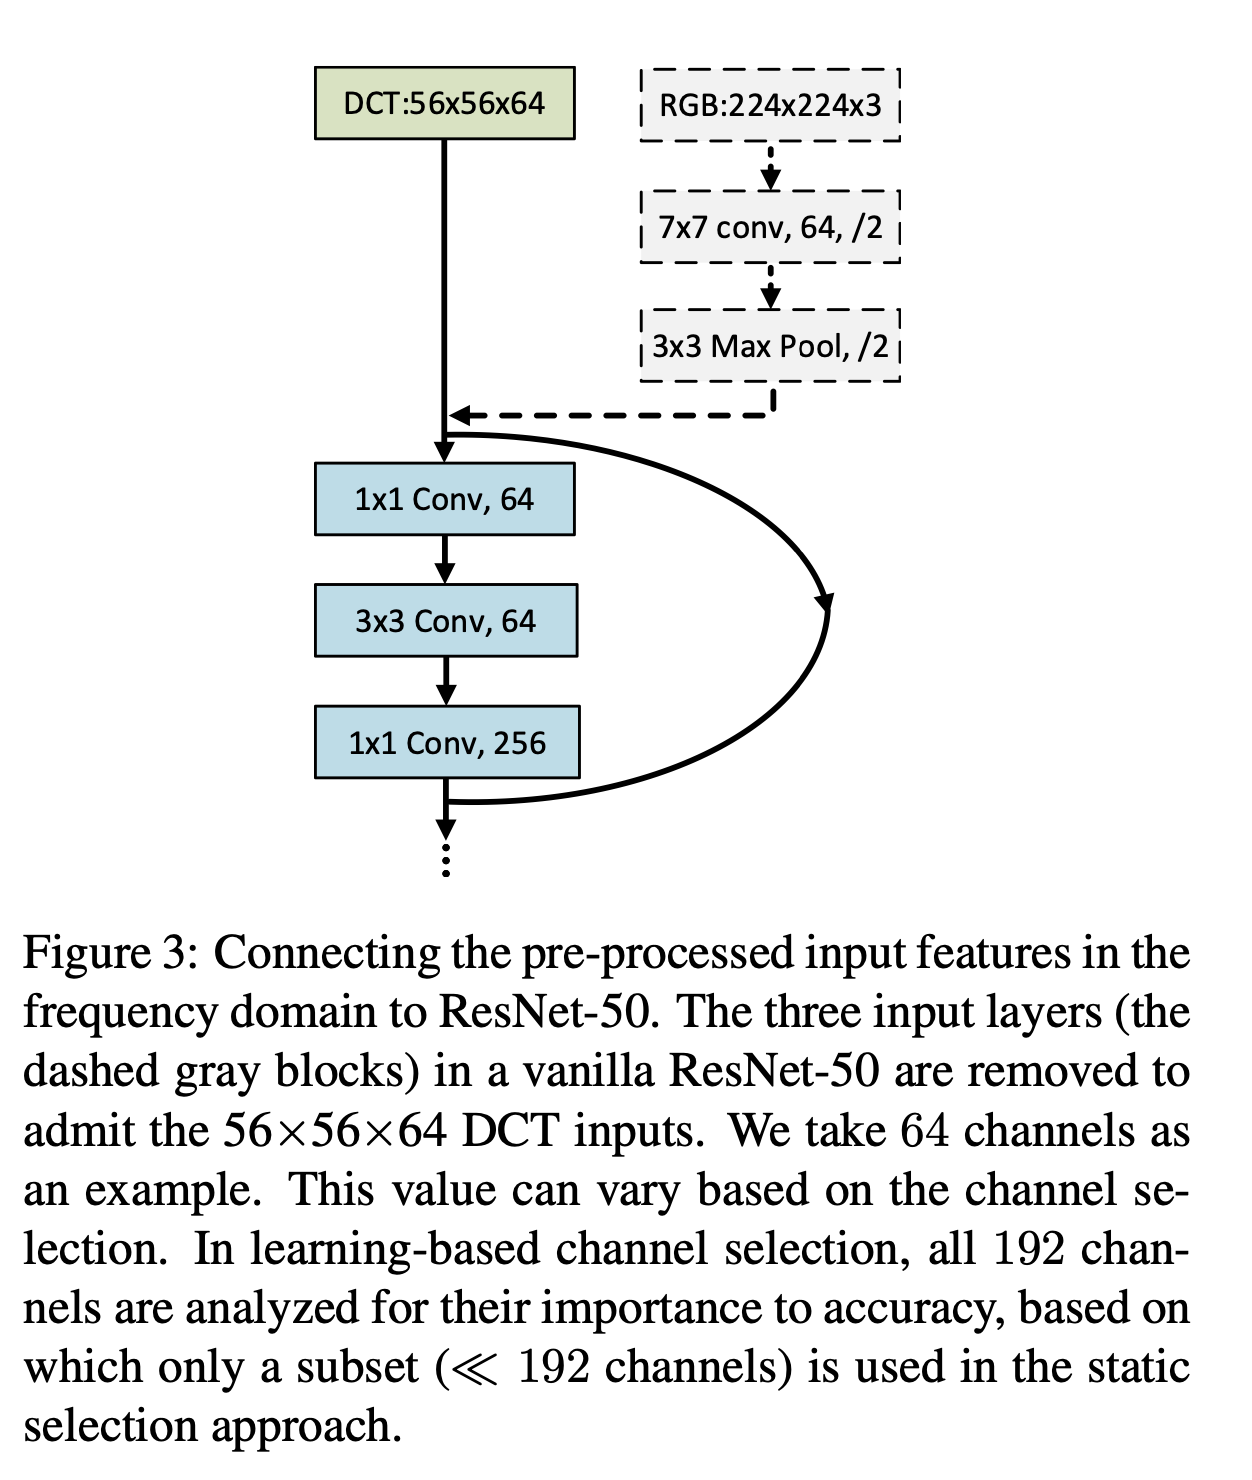 DCT:56x56x64
RGB:224x224x3
7x7 conv, 64, /2
3x3 Max Pool, /2
1x1 Conv, 64
3x3 Conv, 64
1x1 Conv, 256
Figure 3: Connecting the pre-processed input features in the
frequency domain to ResNet-50. The three input layers (the
dashed gray blocks) in a vanilla ResNet-50 are removed to
admit the 56×56×64 DCT inputs. We take 64 channels as
an example. This value can vary based on the channel se-
lection. In learning-based channel selection, all 192 chan-
nels are analyzed for their importance to accuracy, based on
which only a subset (≪ 192 channels) is used in the static
selection approach.